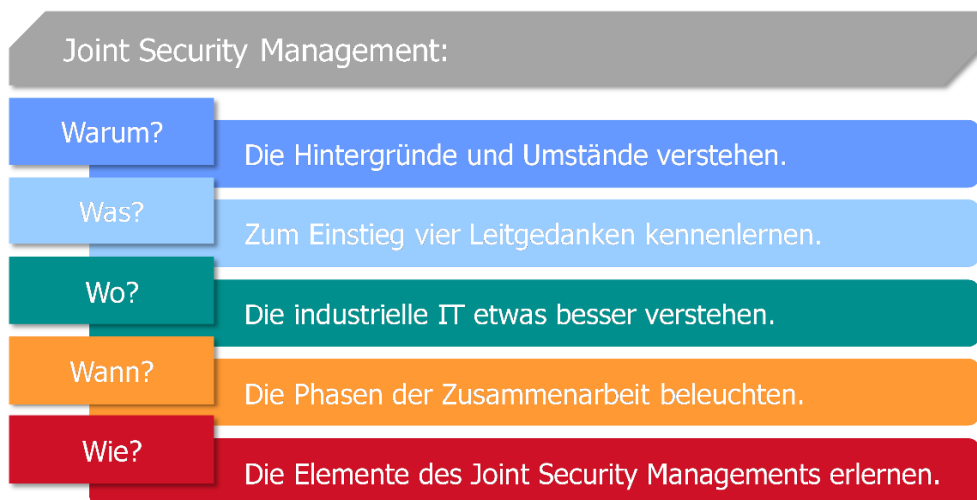 Joint Security Management:
Warum?
Die Hintergründe und Umstände verstehen.
Was?
Zum Einstieg vier Leitgedanken kennenlernen.
Wo?
Die industrielle IT etwas besser verstehen.
Wann?
Die Phasen der Zusammenarbeit beleuchten.
Wie?
Die Elemente des Joint Security Managements erlernen.